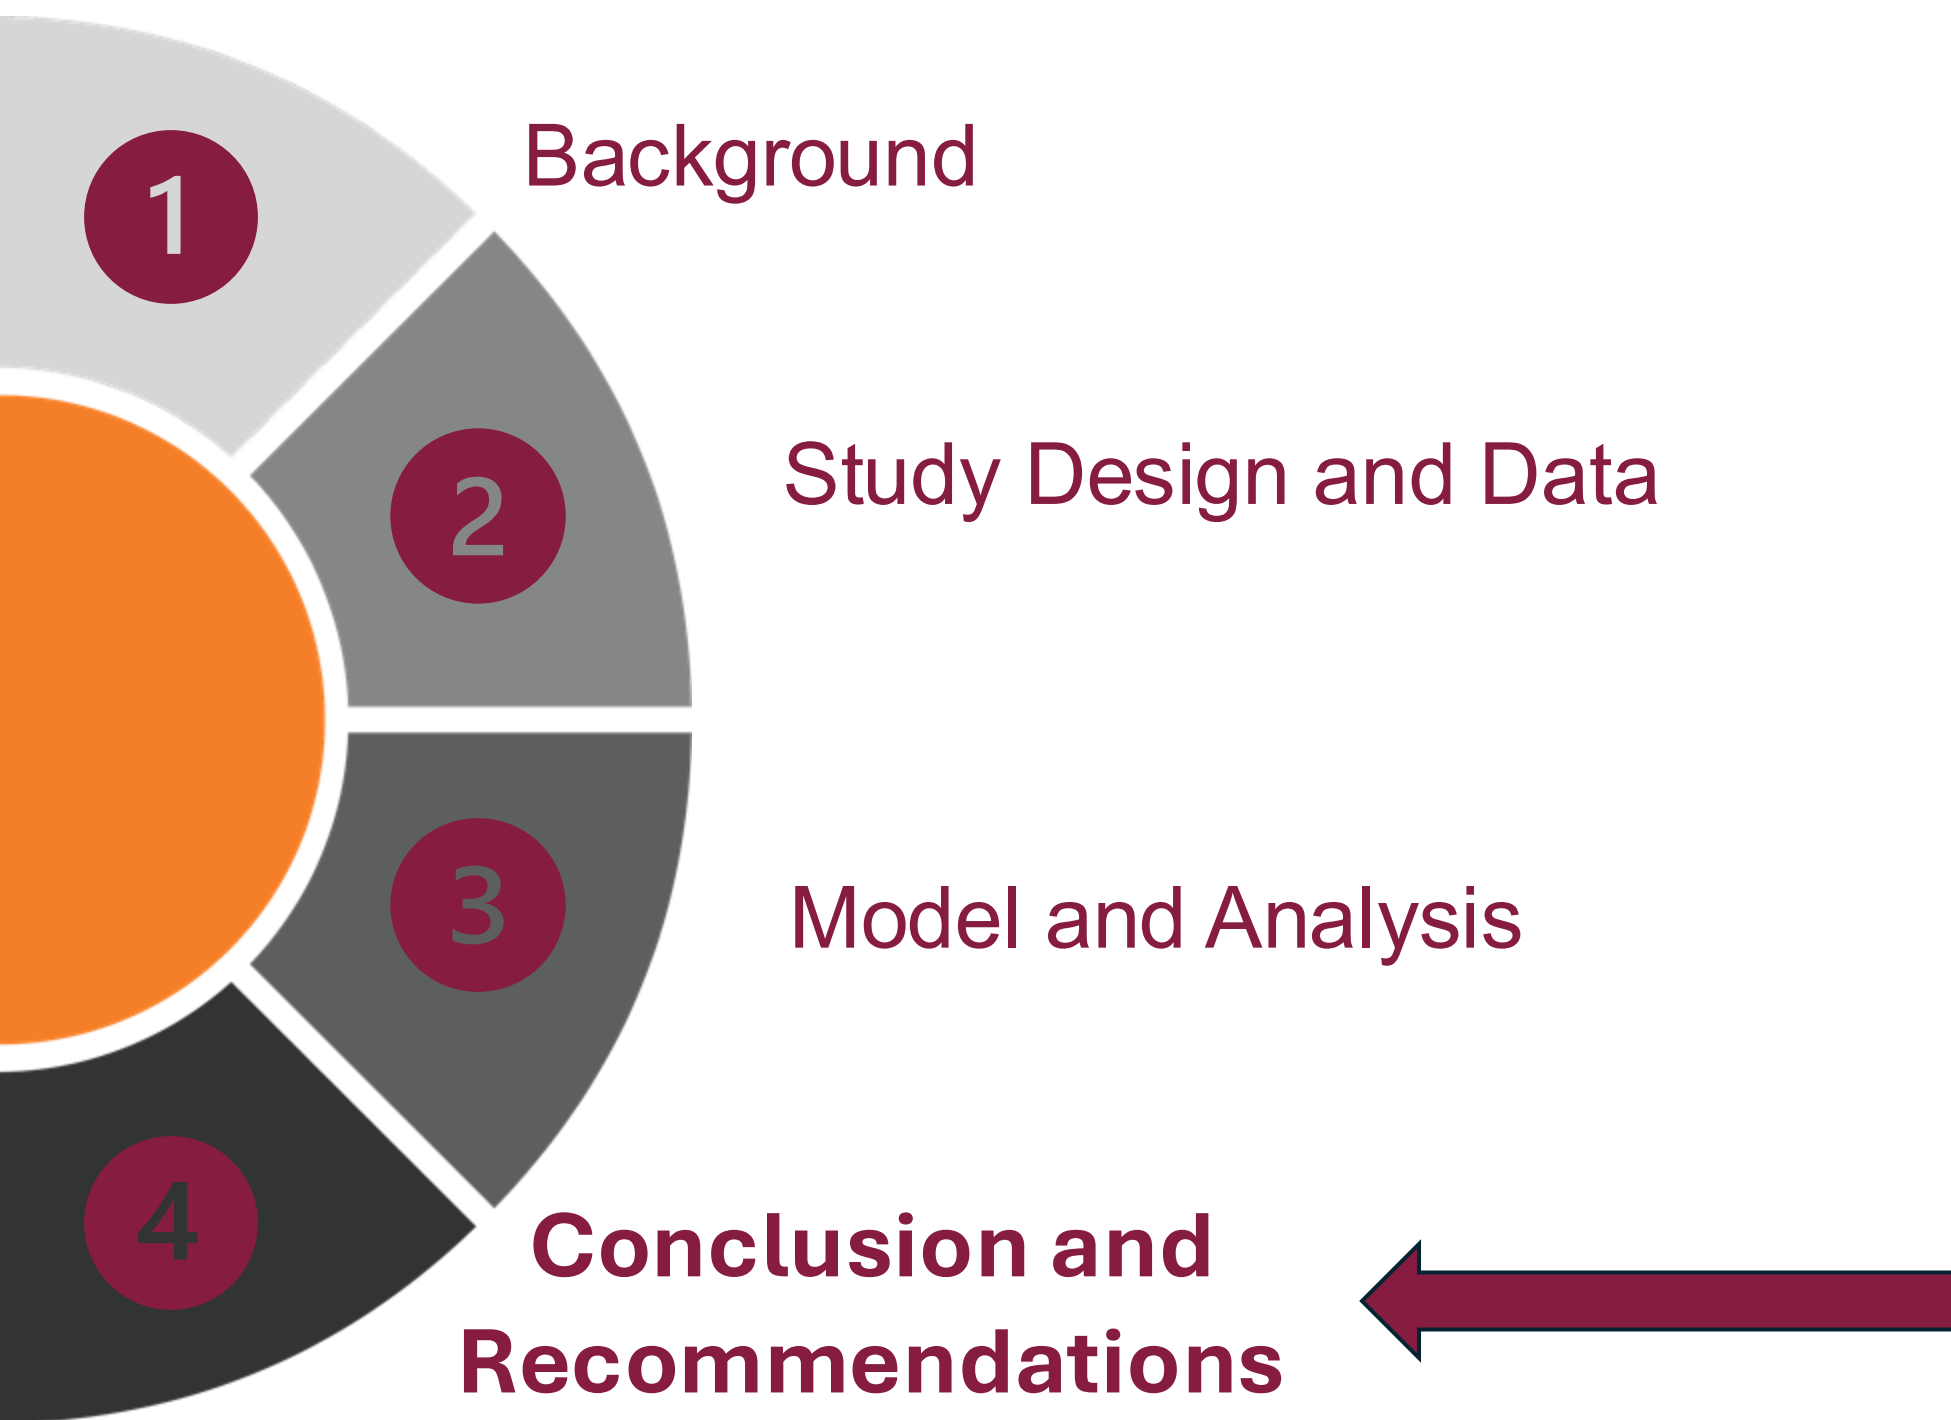 1
Background
2
Study Design and Data
3
Model and Analysis
4
Conclusion and
Recommendations